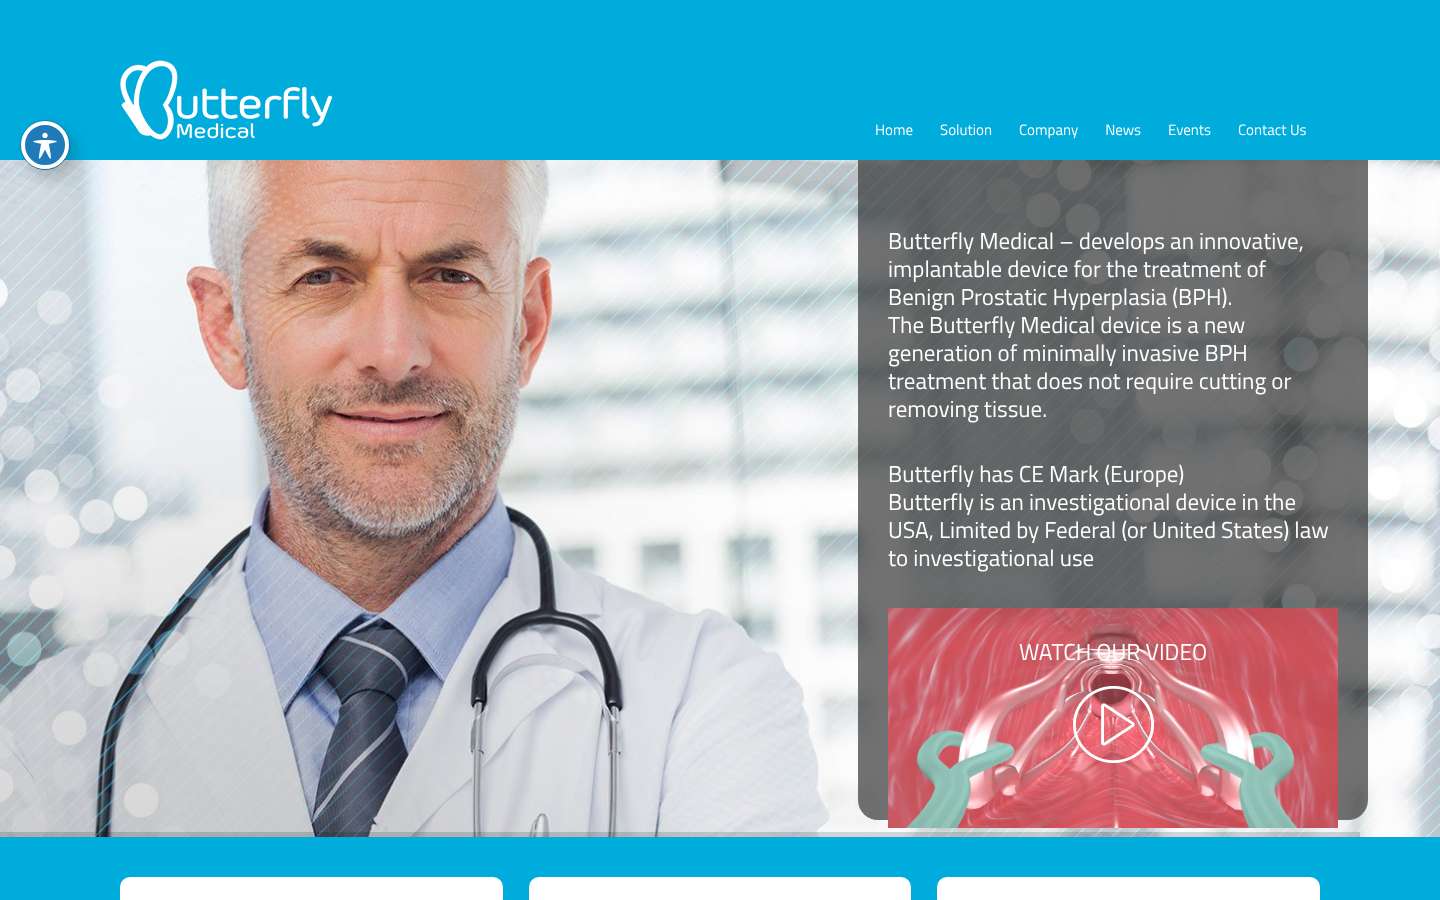 Butterfly
Medical
Home
Solution
Company
News
Events
Contact Us
Butterfly Medical – develops an innovative,
implantable device for the treatment of
Benign Prostatic Hyperplasia (BPH).
The Butterfly Medical device is a new
generation of minimally invasive BPH
treatment that does not require cutting or
removing tissue.
Butterfly has CE Mark (Europe)
Butterfly is an investigational device in the
USA, Limited by Federal (or United States) law
to investigational use
WATCH OUR VIDEO